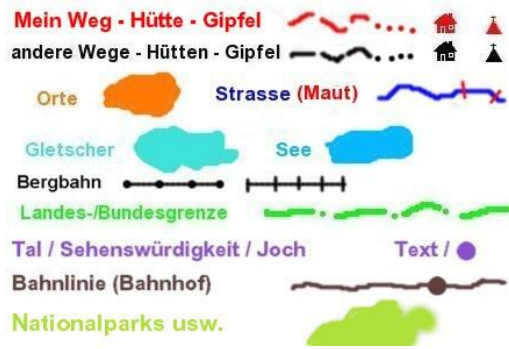 Mein Weg - Hütte - Gipfel
andere Wege - Hütten - Gipfel
Orte Strasse (Maut)
Gletscher See
Bergbahn
Landes-/Bundesgrenze
Tal / Sehenswürdigkeit / Joch Text /
Bahnlinie (Bahnhof)
Nationalparks usw.